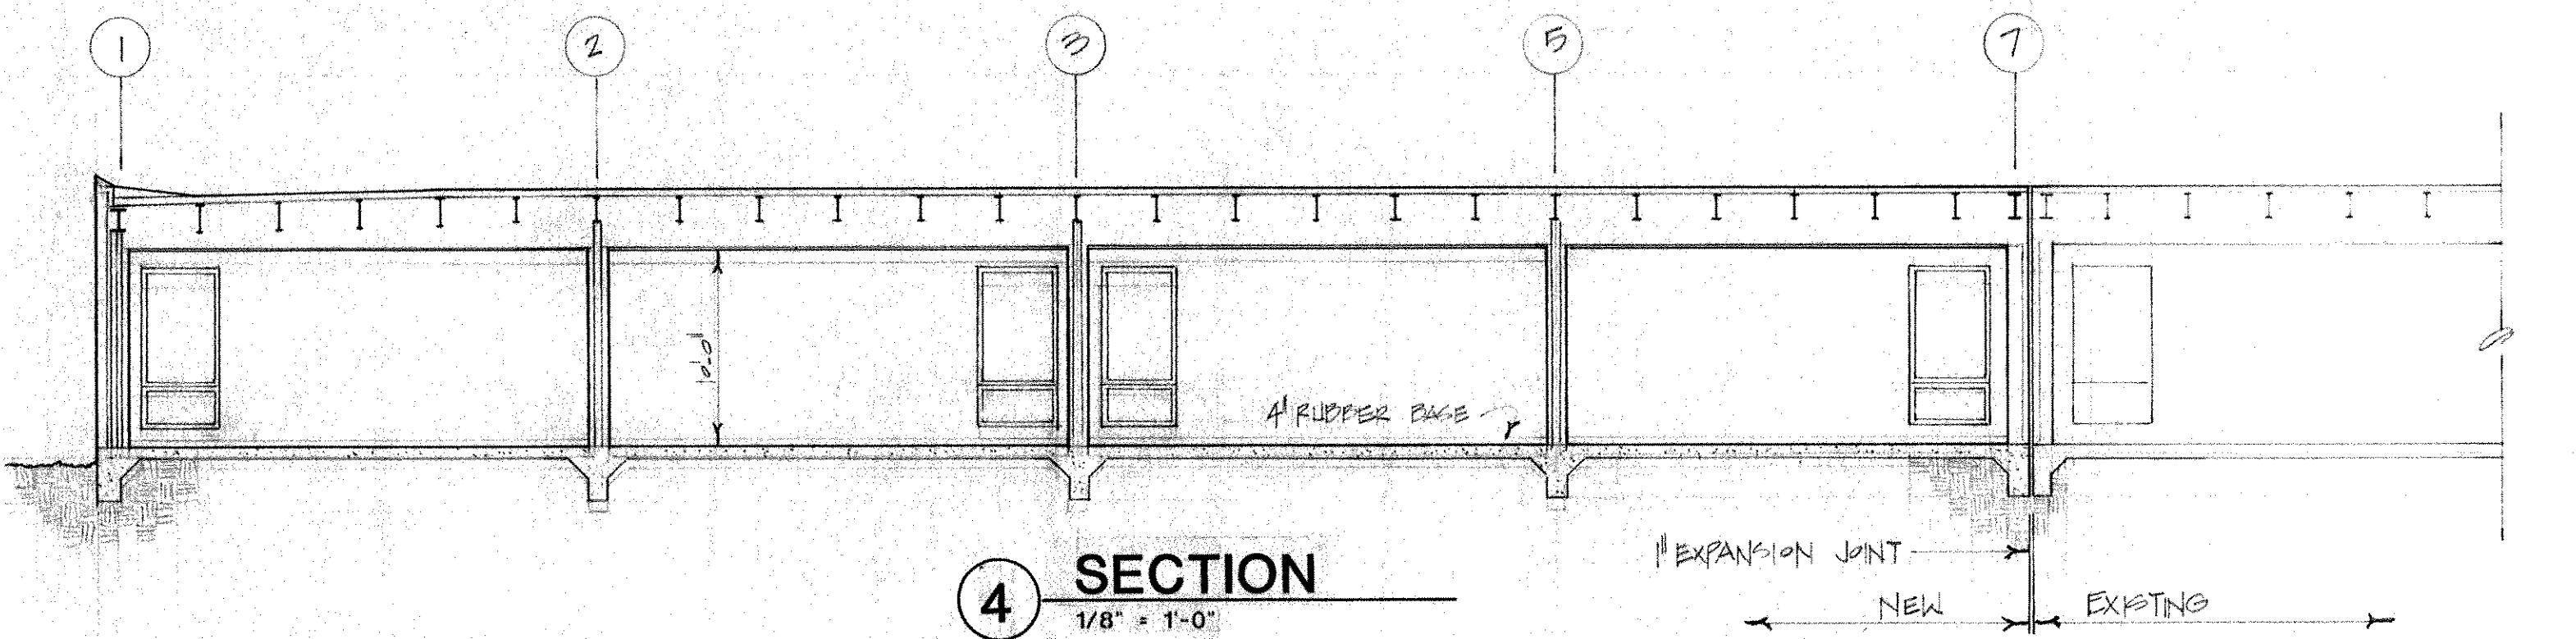 1 2 3 5 7
10'-0"
4" RUBBER BASE
1" EXPANSION JOINT
NEW EXISTING
4 SECTION
1/8" = 1'-0"